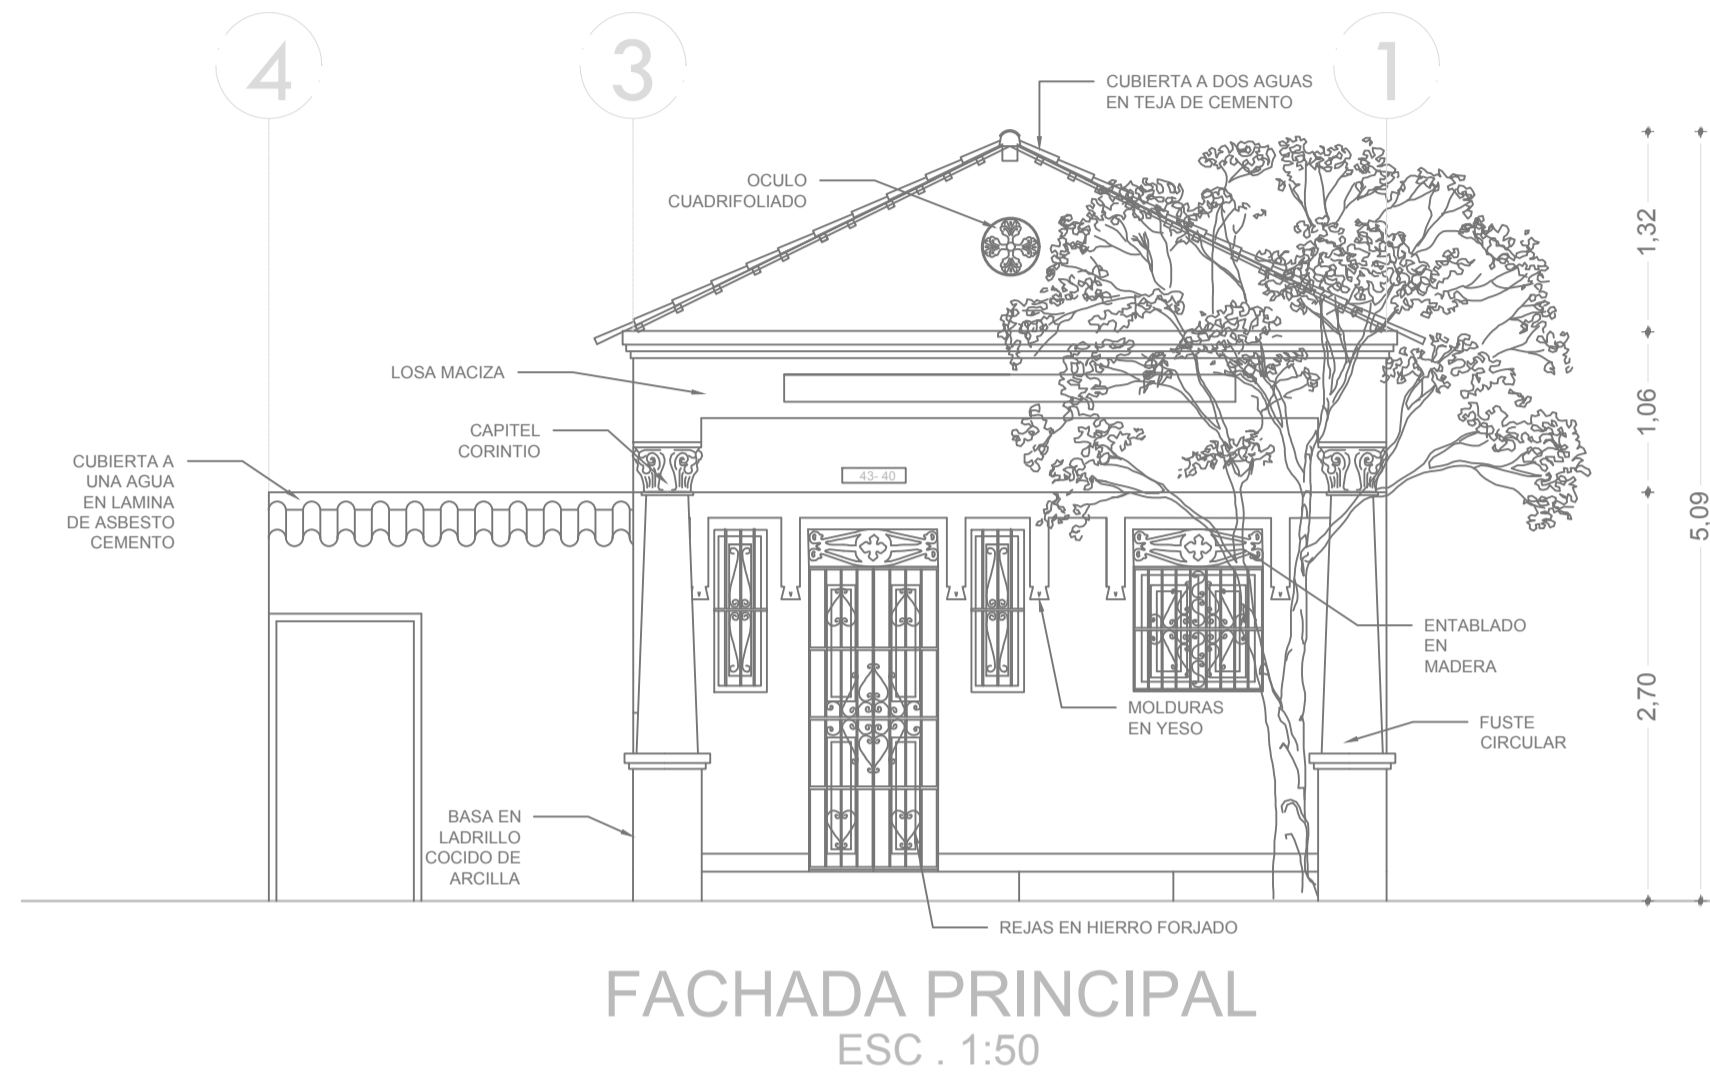 4
3
1
CUBIERTA A DOS AGUAS
EN TEJA DE CEMENTO
OCULO
CUADRIFOLIADO
1,32
LOSA MACIZA
CAPITEL
CORINTIO
1,06
CUBIERTA A
UNA AGUA
EN LAMINA
DE ASBESTO
CEMENTO
43- 40
5,09
ENTABLADO
EN
MADERA
2,70
MOLDURAS
EN YESO
FUSTE
CIRCULAR
BASA EN
LADRILLO
COCIDO DE
ARCILLA
REJAS EN HIERRO FORJADO
FACHADA PRINCIPAL
ESC . 1:50